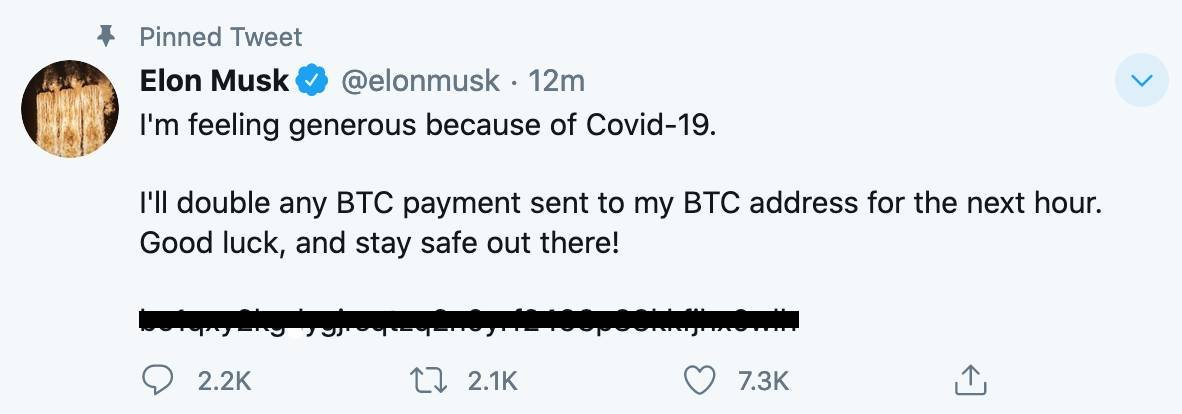 Pinned Tweet
Elon Musk @elonmusk · 12m
I'm feeling generous because of Covid-19.
I'll double any BTC payment sent to my BTC address for the next hour.
Good luck, and stay safe out there!
2.2K 2.1K 7.3K